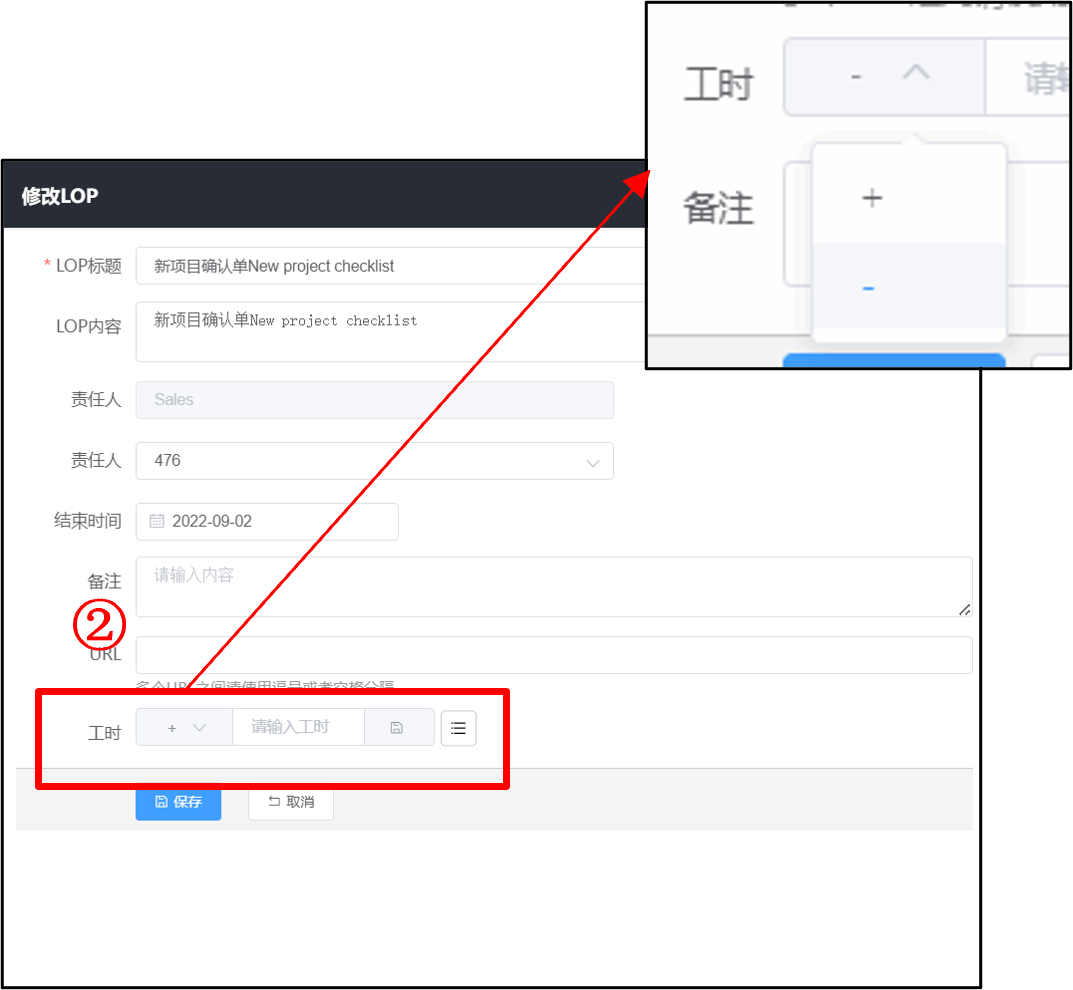 工时 - 请
+
备注
-
修改LOP
* LOP标题 新项目确认单New project checklist
LOP内容 新项目确认单New project checklist
责任人 Sales
责任人 476
结束时间 2022-09-02
备注 请输入内容
②
URL
多个URL之间请使用逗号或者空格分隔
工时 + 请输入工时
保存 取消